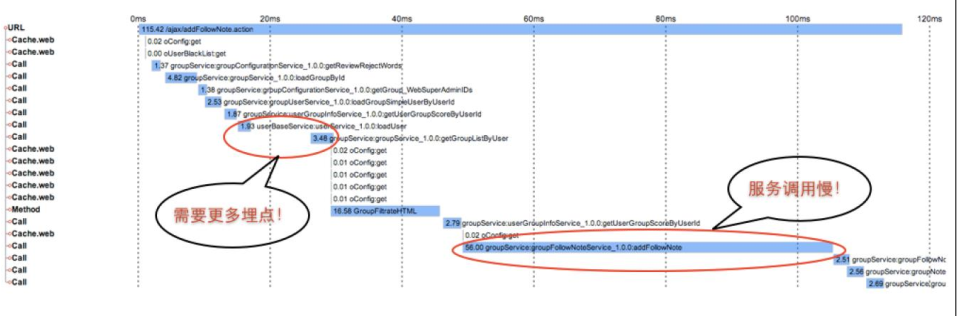 0ms 20ms 40ms 60ms 80ms 100ms 120ms
URL 115.42 /ajax/addFollowNote.action
Cache.web 0.02 oConfig:get
Cache.web 0.00 oUserBlackList:get
Call 1.37 groupService:groupConfigurationService_1.0.0:getReviewRejectWords
Call 4.82 groupService:groupService_1.0.0:loadGroupById
Call 1.38 groupService:groupConfigurationService_1.0.0:getGroup_WebSuperAdminIDs
Call 2.53 groupService:groupUserService_1.0.0:loadGroupSimpleUserByUserId
Call 1.87 groupService:userGroupInfoService_1.0.0:getUserGroupScoreByUserId
Call 1.93 userBaseService:userService_1.0.0:loadUser
Call 3.48 groupService:groupService_1.0.0:getGroupListByUser
Cache.web 0.02 oConfig:get
Cache.web 0.01 oConfig:get
Cache.web 0.01 oConfig:get
Cache.web 0.01 oConfig:get
Cache.web 0.01 oConfig:get
Method 16.56 GroupFiltrateHTML
Call 2.79 groupService:userGroupInfoService_1.0.0:getUserGroupScoreByUserId
Cache.web 0.02 oConfig:get
Call 56.00 groupService:groupFollowNoteService_1.0.0:addFollowNote
Call 2.51 groupService:groupFollowNo
Call 2.56 groupService:groupNote
Call 2.69 groupService:grou
需要更多埋点!
服务调用慢!